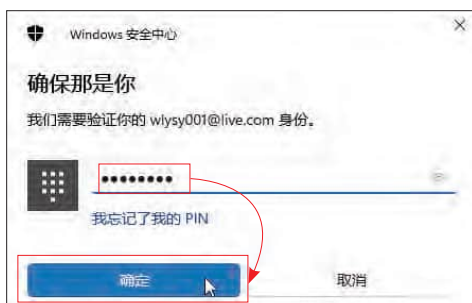 Windows 安全中心
确保那是你
我们需要验证你的 wlysy001@live.com 身份。
••••••••
我忘记了我的 PIN
确定
取消